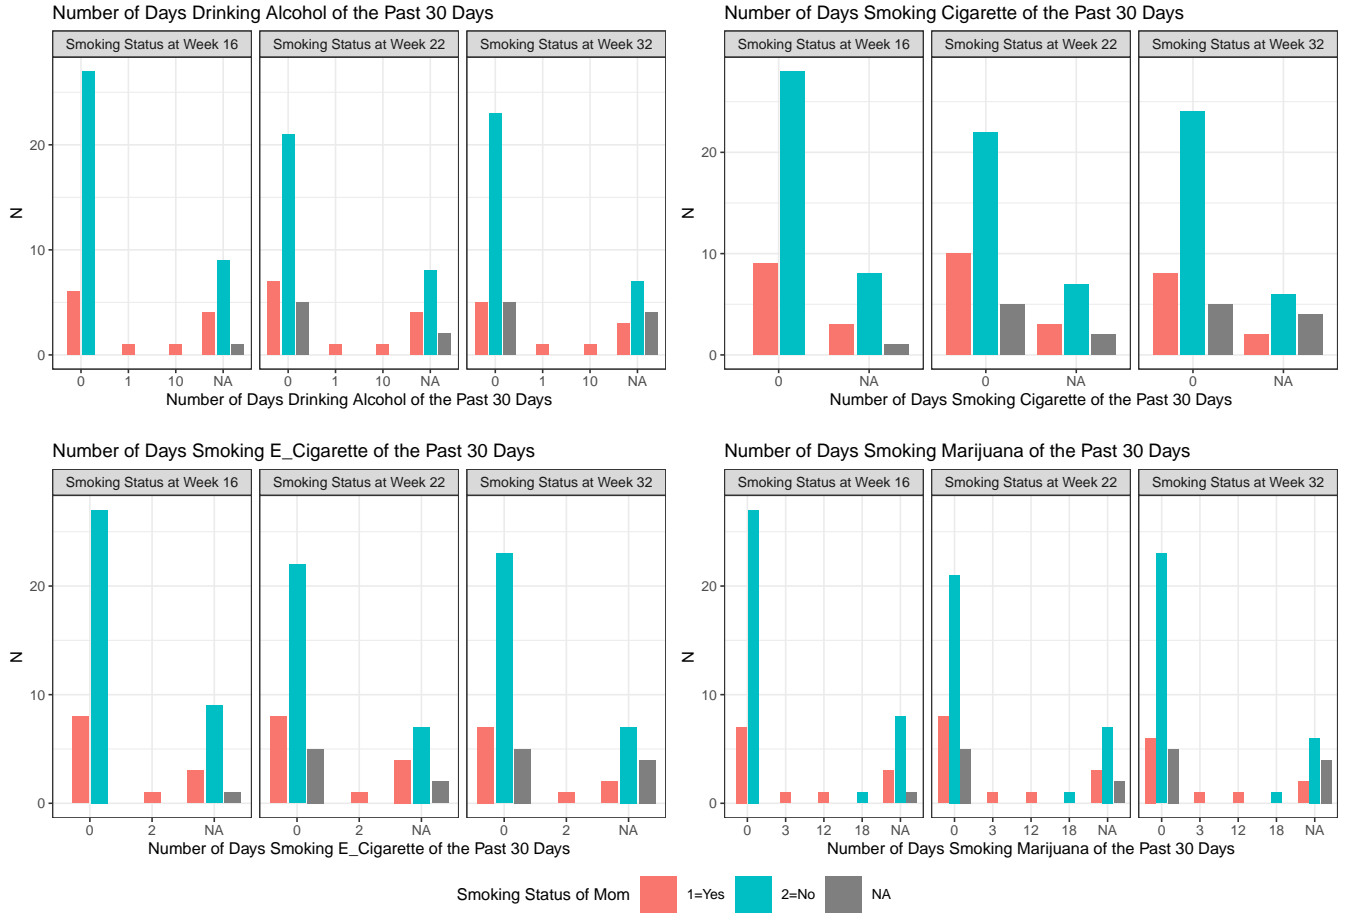 Number of Days Drinking Alcohol of the Past 30 Days
Smoking Status at Week 16 Smoking Status at Week 22 Smoking Status at Week 32
N
20
10
0
0 1 10 NA 0 1 10 NA 0 1 10 NA
Number of Days Drinking Alcohol of the Past 30 Days
Number of Days Smoking Cigarette of the Past 30 Days
Smoking Status at Week 16 Smoking Status at Week 22 Smoking Status at Week 32
N
20
10
0
0 NA 0 NA 0 NA
Number of Days Smoking Cigarette of the Past 30 Days
Number of Days Smoking E_Cigarette of the Past 30 Days
Smoking Status at Week 16 Smoking Status at Week 22 Smoking Status at Week 32
N
20
10
0
0 2 NA 0 2 NA 0 2 NA
Number of Days Smoking E_Cigarette of the Past 30 Days
Number of Days Smoking Marijuana of the Past 30 Days
Smoking Status at Week 16 Smoking Status at Week 22 Smoking Status at Week 32
N
20
10
0
0 3 12 18 NA 0 3 12 18 NA 0 3 12 18 NA
Number of Days Smoking Marijuana of the Past 30 Days
Smoking Status of Mom 1=Yes 2=No NA